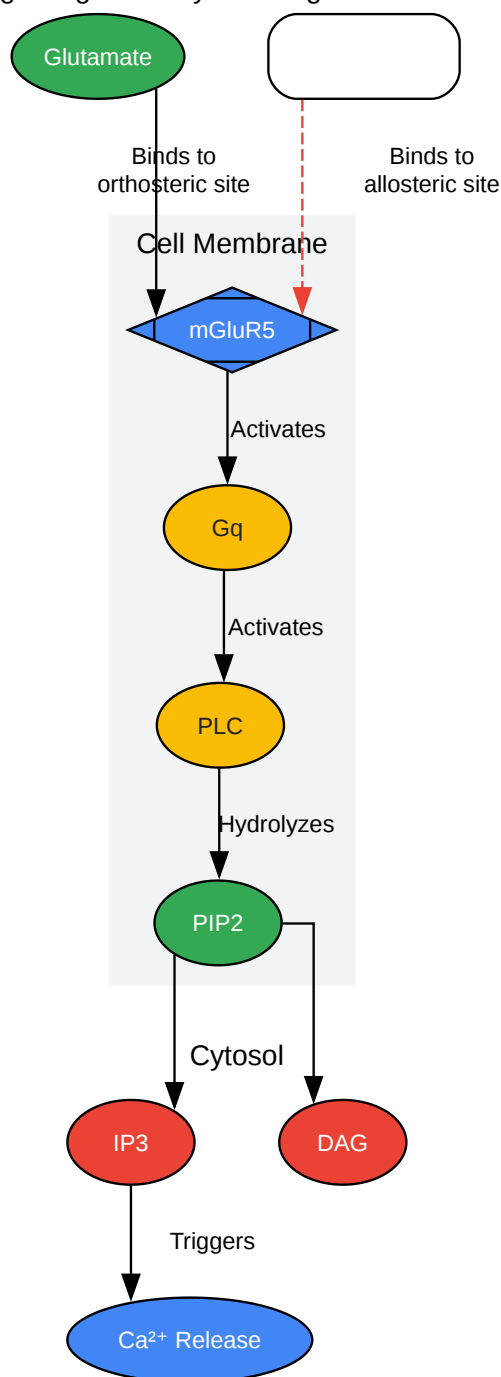 Glutamate
Binds to
orthosteric site
Binds to
allosteric site
Cell Membrane
mGluR5
Activates
Gq
Activates
PLC
Hydrolyzes
PIP2
Cytosol
IP3
DAG
Triggers
Ca²⁺ Release